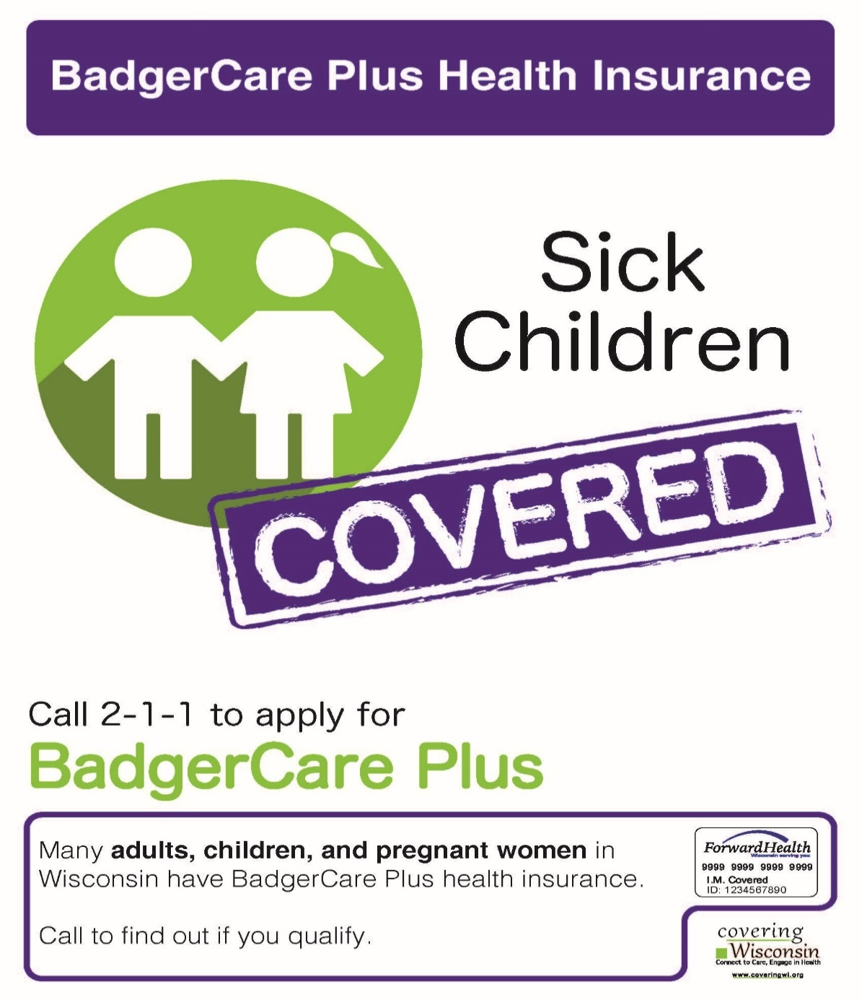 BadgerCare Plus Health Insurance
Sick
Children
COVERED
Call 2-1-1 to apply for
BadgerCare Plus
Many adults, children, and pregnant women in
Wisconsin have BadgerCare Plus health insurance.
Call to find out if you qualify.
ForwardHealth
Wisconsin serving you
9999 9999 9999 9999
I.M. Covered
ID: 1234567890
covering
Wisconsin
Connect to Care, Engage in Health
www.coveringwi.org